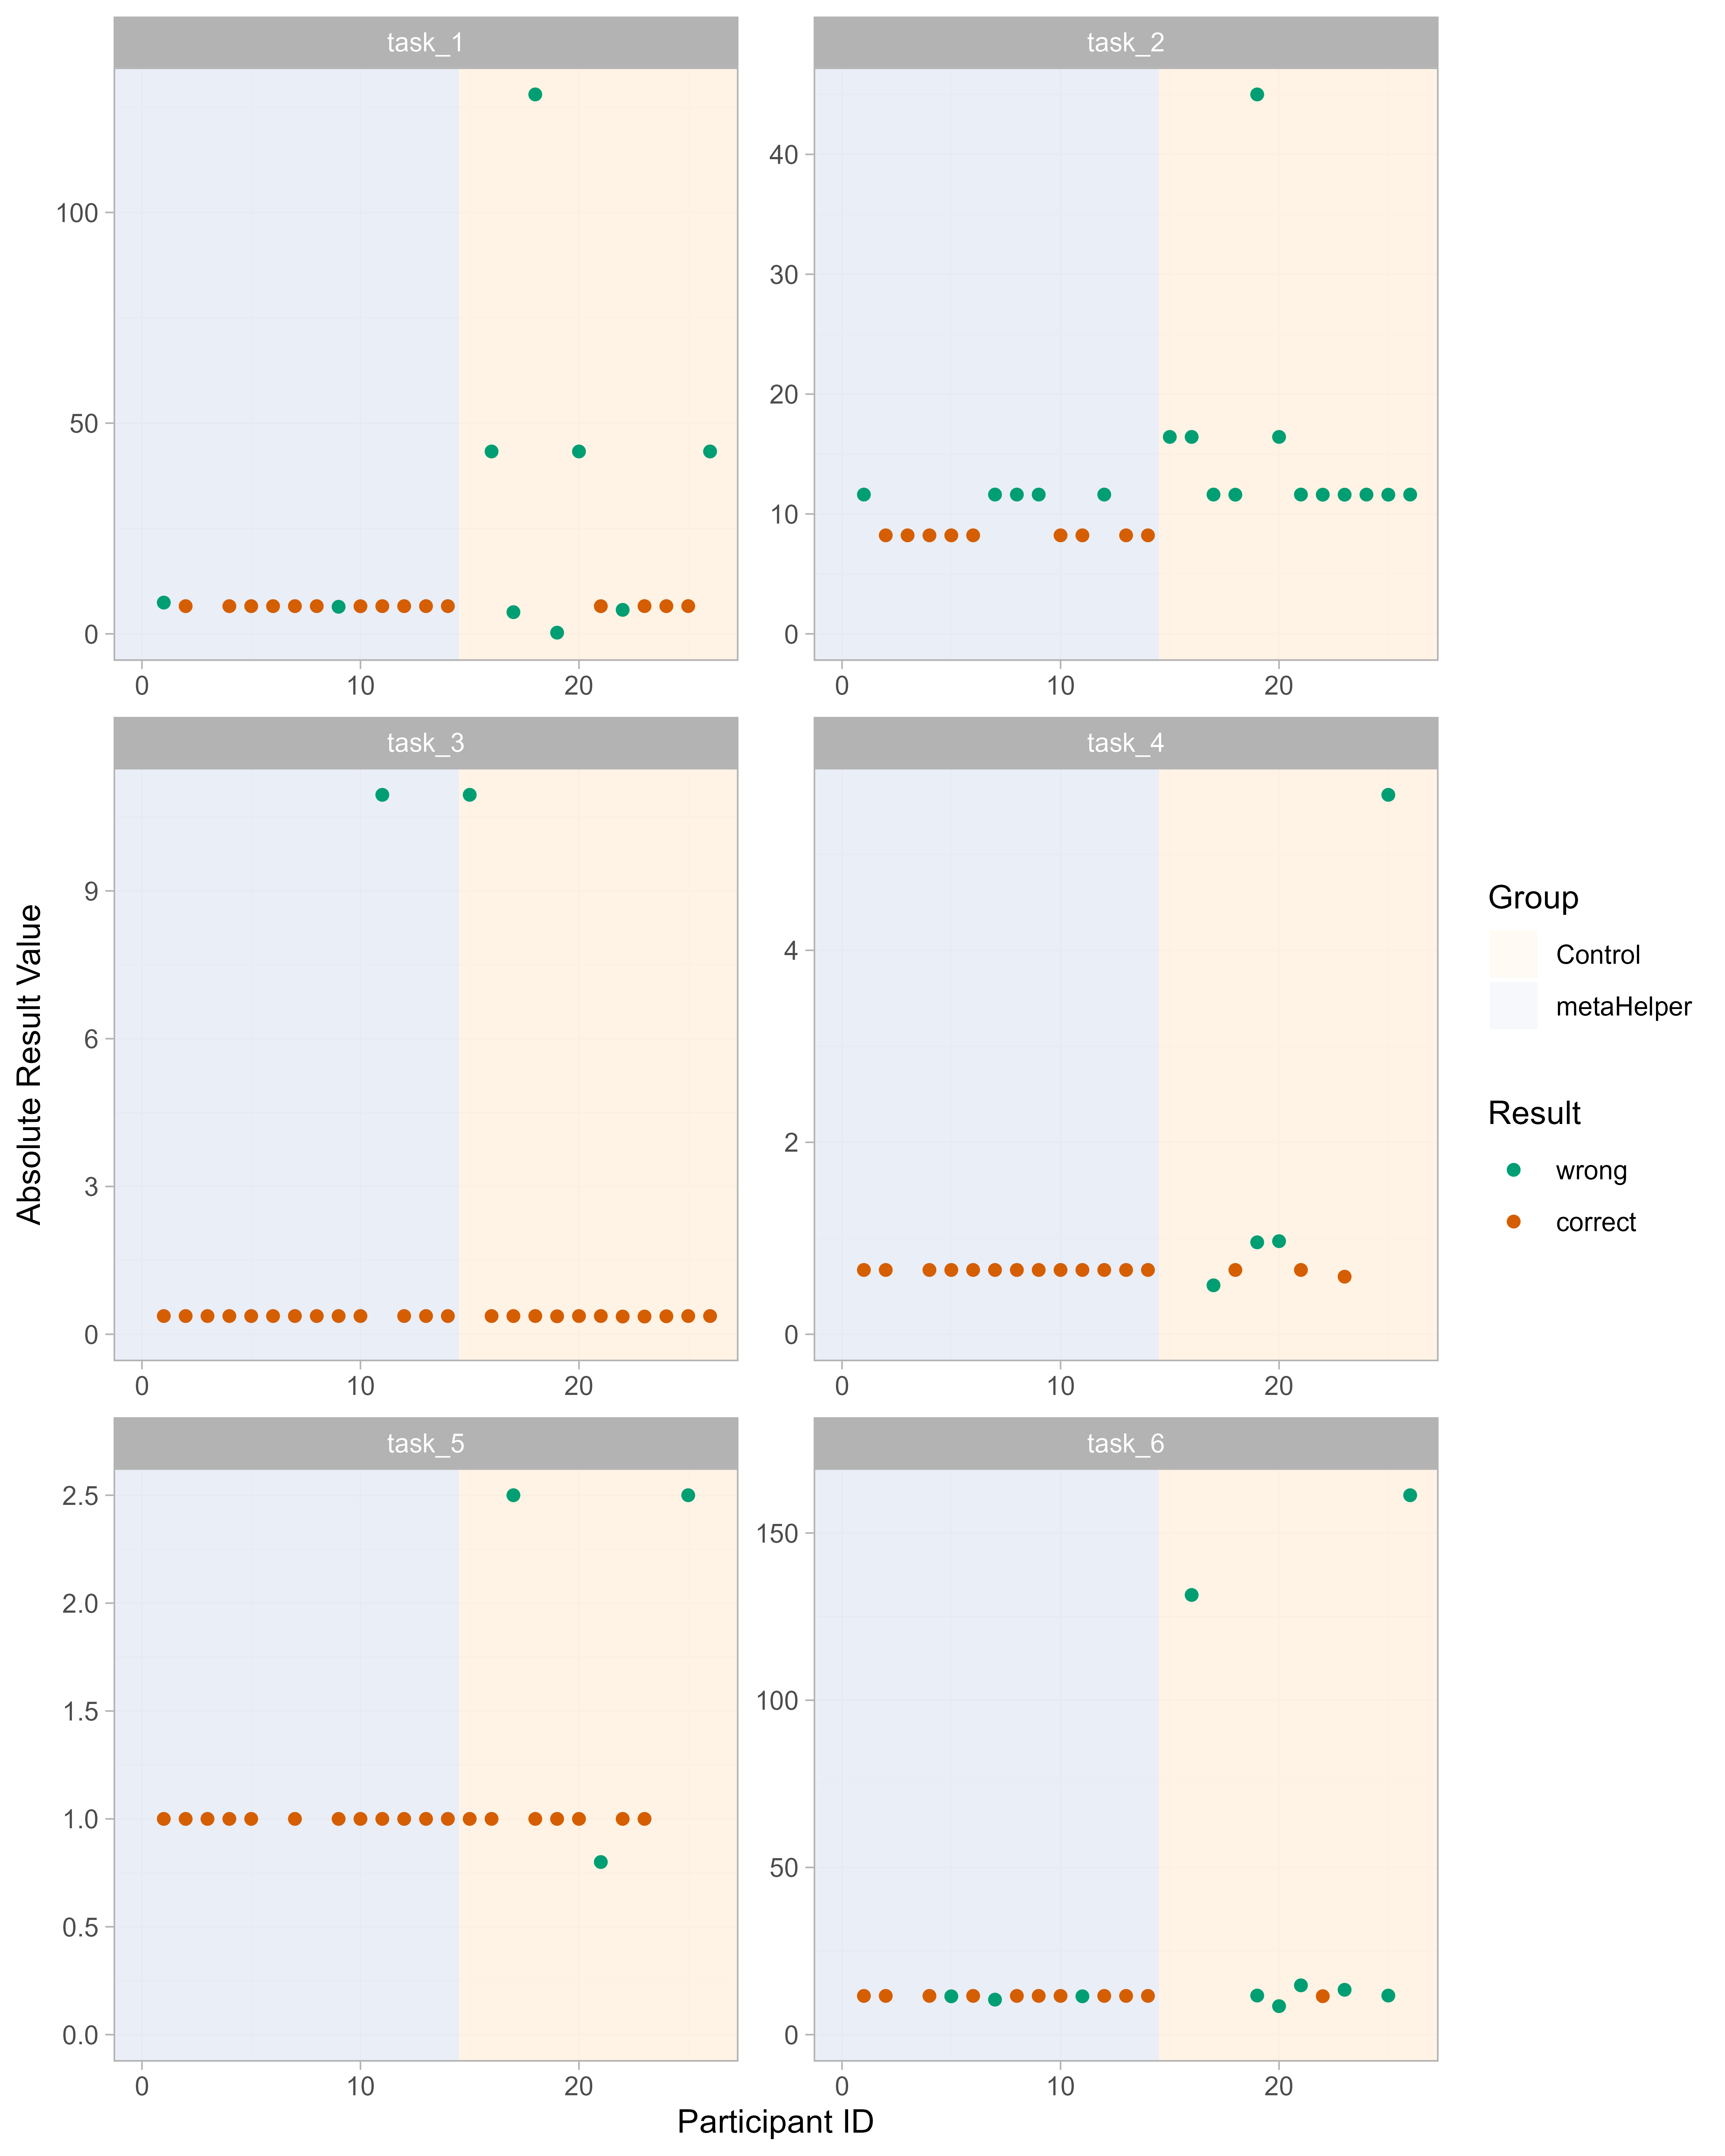 task_1
task_2
100
50
0
40
30
20
10
0
0 10 20
0 10 20
task_3
task_4
9
6
3
0
4
2
0
0 10 20
0 10 20
task_5
task_6
2.5
2.0
1.5
1.0
0.5
0.0
150
100
50
0
0 10 20
0 10 20
Absolute Result Value
Participant ID
Group
Control
metaHelper
Result
wrong
correct